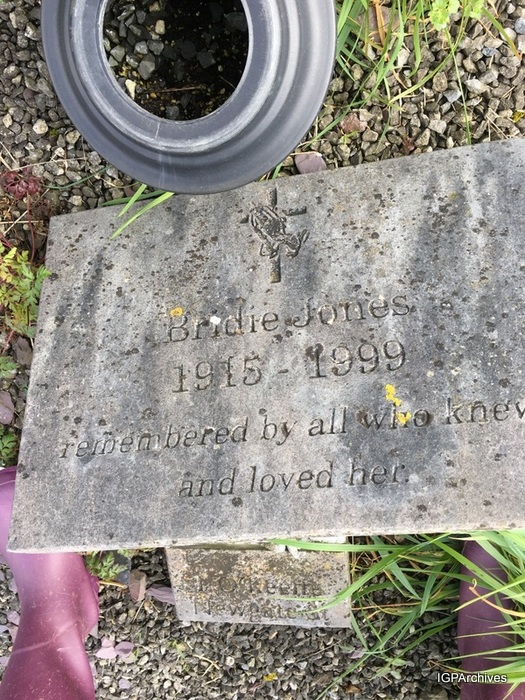 Bridie Jones
1915 - 1999
remembered by all who knew
and loved her.
IGPArchives